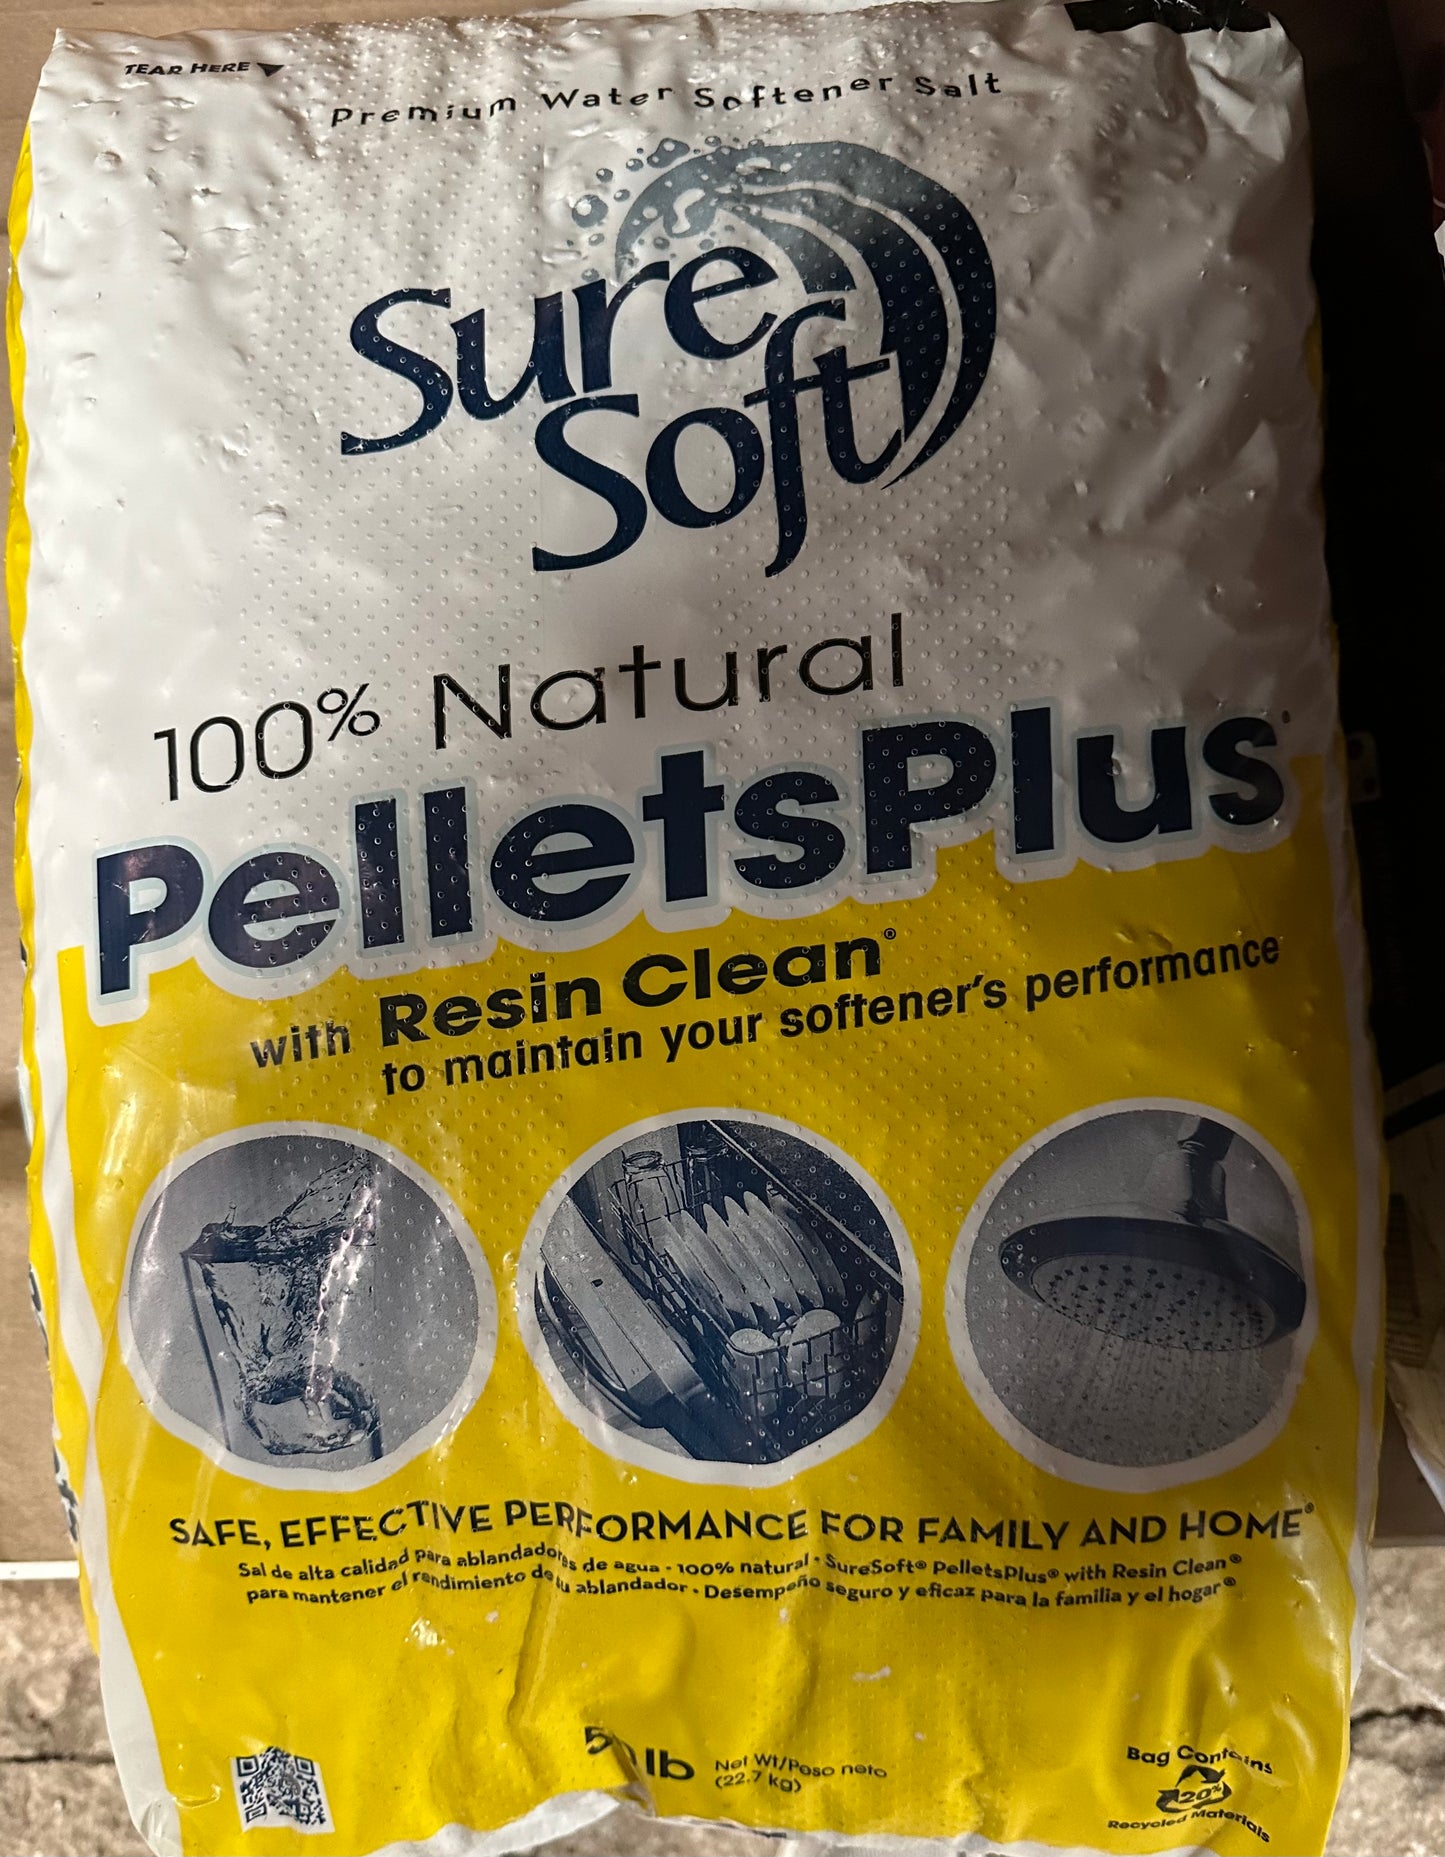 TEAR HERE
Premium Water Softener Salt
Sure
Soft
100% Natural
PelletsPlus®
with Resin Clean®
to maintain your softener's performance
SAFE, EFFECTIVE PERFORMANCE FOR FAMILY AND HOME®
Sal de alta calidad para ablandadores de agua • 100% natural • SureSoft® PelletsPlus® with Resin Clean®
para mantener el rendimiento de tu ablandador • Desempeño seguro y eficaz para la familia y el hogar®
50 lb Net Wt/Peso neto
(22.7 kg)
Bag Contains
20%
Recycled Materials